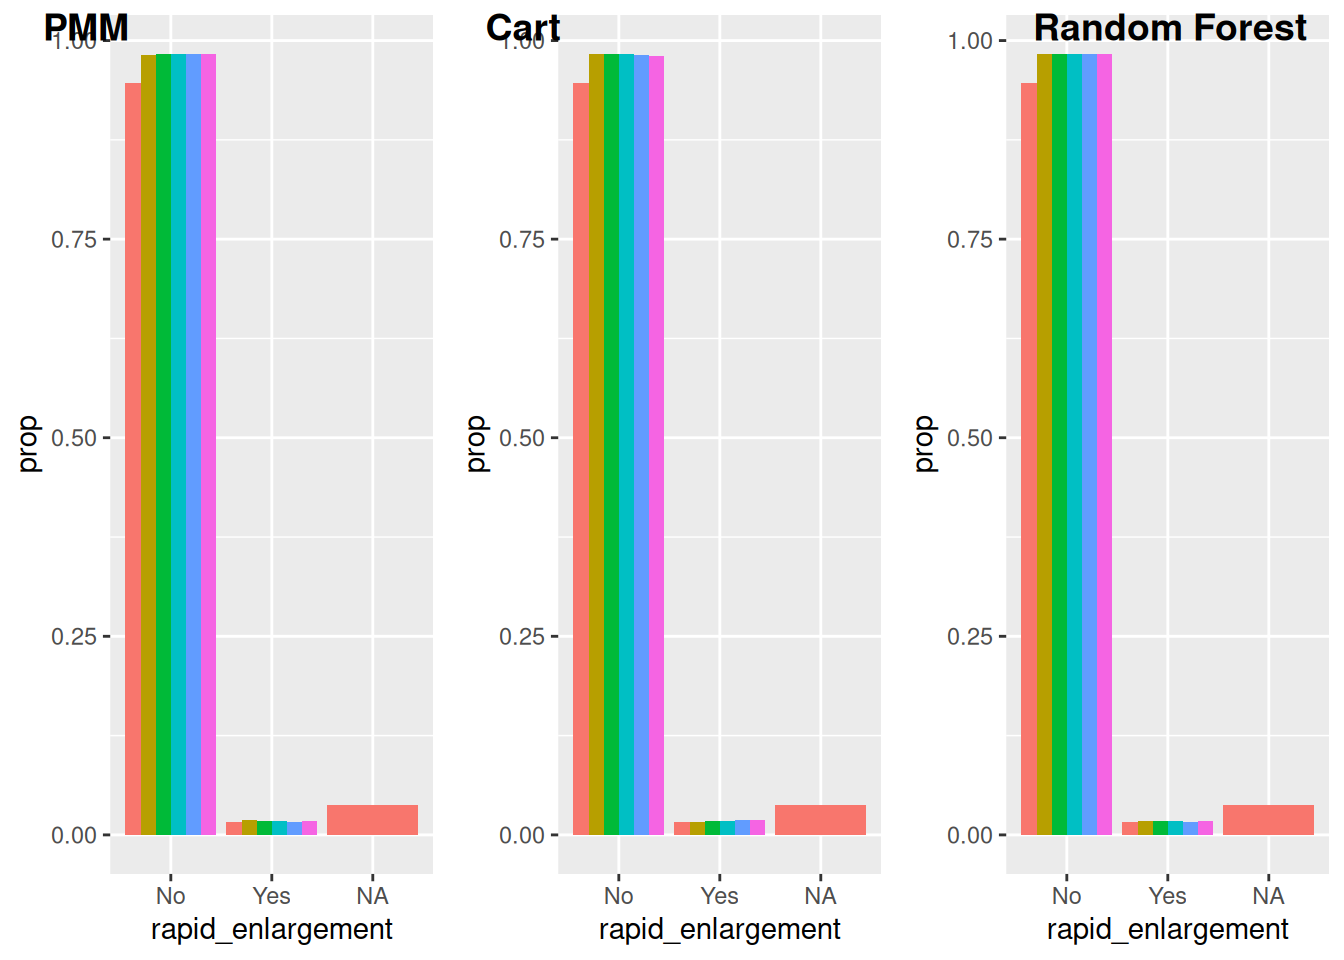 PMM
1.00
0.75
0.50
0.25
0.00
prop
No Yes NA
rapid_enlargement
Cart
1.00
0.75
0.50
0.25
0.00
prop
No Yes NA
rapid_enlargement
Random Forest
1.00
0.75
0.50
0.25
0.00
prop
No Yes NA
rapid_enlargement